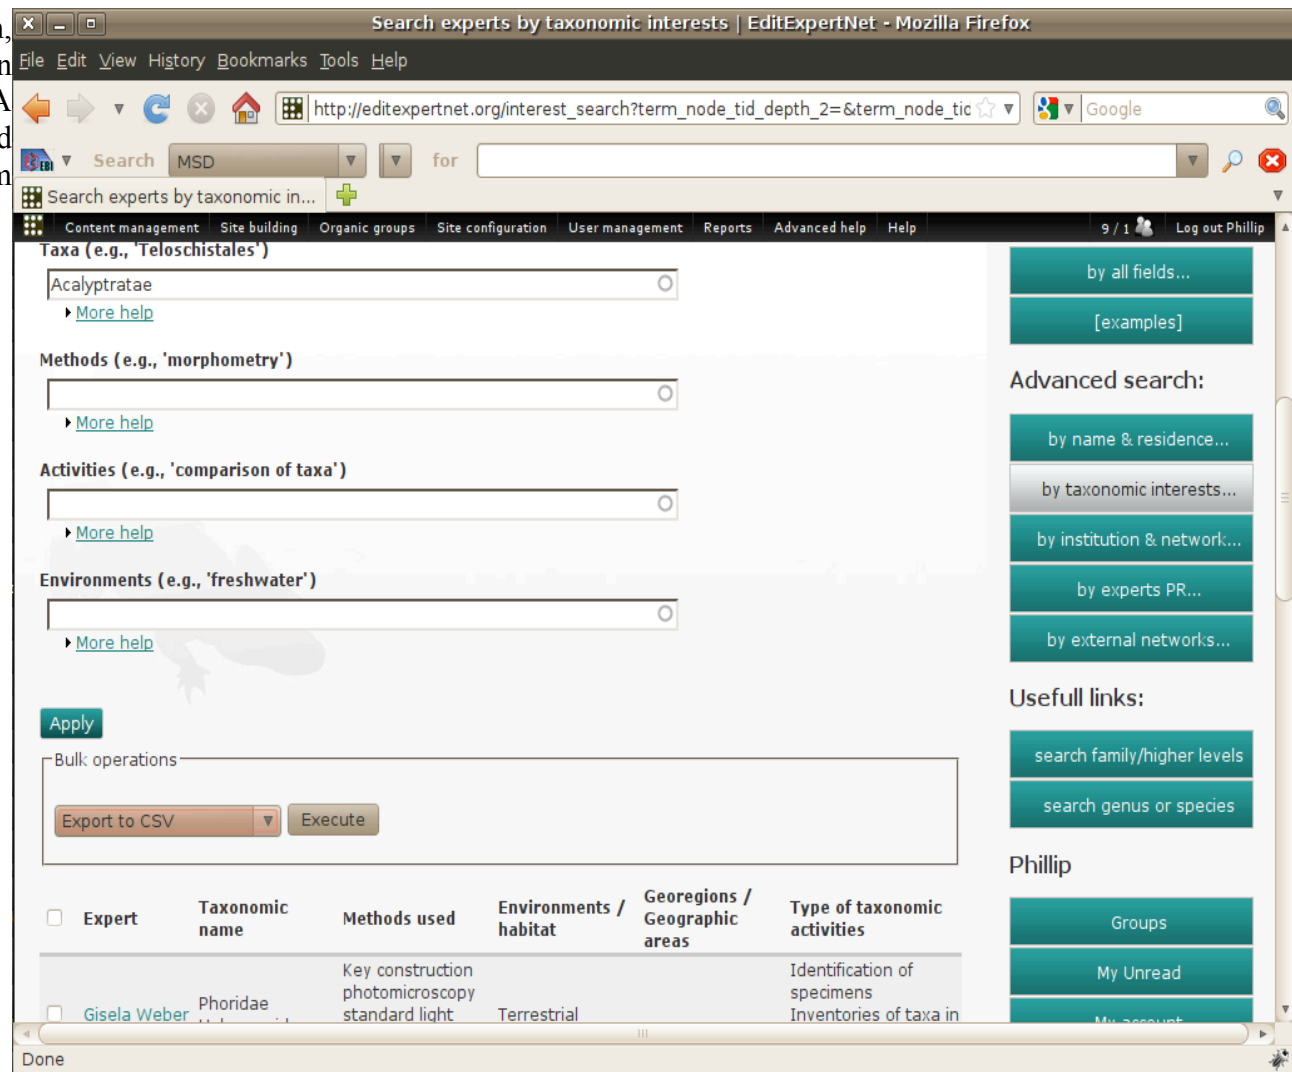 Search experts by taxonomic interests | EditExpertNet - Mozilla Firefox
File Edit View History Bookmarks Tools Help
http://editexpertnet.org/interest_search?term_node_tid_depth_2=&term_node_tid
Google
EBI Search MSD for
Search experts by taxonomic in...
Content management Site building Organic groups Site configuration User management Reports Advanced help Help 9 / 1 Log out Phillip
Taxa (e.g., 'Teloschistales')
Acalyptratae
More help
Methods (e.g., 'morphometry')
More help
Activities (e.g., 'comparison of taxa')
More help
Environments (e.g., 'freshwater')
More help
Apply
Bulk operations
Export to CSV Execute
Expert
Taxonomic
name
Methods used
Environments /
habitat
Georegions /
Geographic
areas
Type of taxonomic
activities
Gisela Weber
Phoridae
Key construction
photomicroscopy
standard light
Terrestrial
Identification of
specimens
Inventories of taxa in
by all fields...
[examples]
Advanced search:
by name & residence...
by taxonomic interests...
by institution & network...
by experts PR...
by external networks...
Usefull links:
search family/higher levels
search genus or species
Phillip
Groups
My Unread
My account
Done